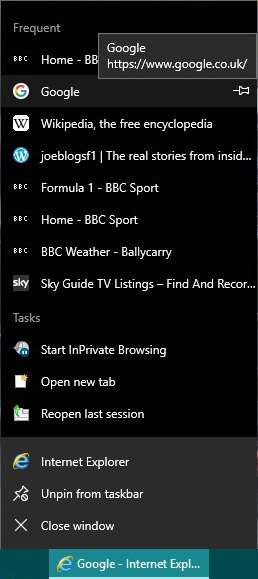 Frequent
BBC Home - BBC
Google
https://www.google.co.uk/
Google
W Wikipedia, the free encyclopedia
joeblogsf1 | The real stories from insid...
BBC Formula 1 - BBC Sport
BBC Home - BBC Sport
BBC BBC Weather - Ballycarry
sky Sky Guide TV Listings – Find And Recor...
Tasks
Start InPrivate Browsing
Open new tab
Reopen last session
Internet Explorer
Unpin from taskbar
Close window
Google - Internet Expl...